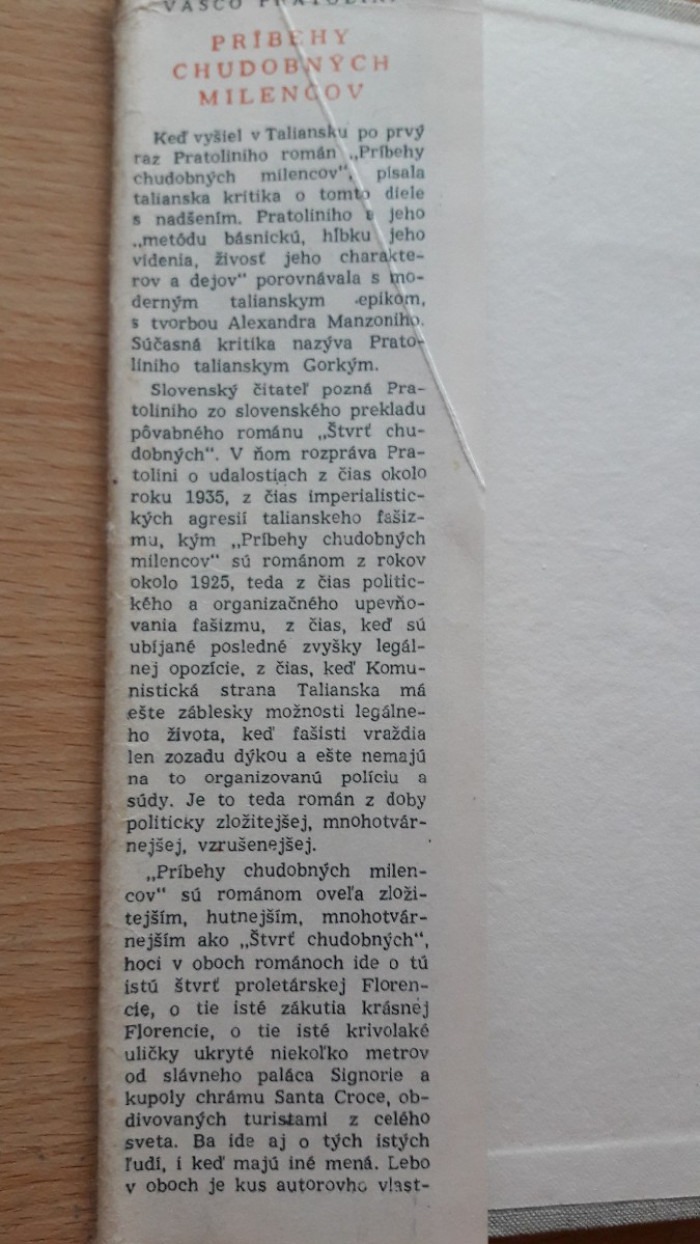 VASCO PRATOLINI
PRÍBEHY
CHUDOBNÝCH
MILENCOV
Keď vyšiel v Taliansku po prvý
raz Pratoliniho román „Príbehy
chudobných milencov“, písala
talianska kritika o tomto diele
s nadšením. Pratoliniho a jeho
„metódu básnickú, hĺbku jeho
videnia, živosť jeho charakte-
rov a dejov“ porovnávala s mo-
derným talianskym epikom,
s tvorbou Alexandra Manzoniho.
Súčasná kritika nazýva Prato-
liniho talianskym Gorkým.
Slovenský čitateľ pozná Pra-
toliniho zo slovenského prekladu
pôvabného románu „Štvrť chu-
dobných“. V ňom rozpráva Pra-
tolini o udalostiach z čias okolo
roku 1935, z čias imperialistic-
kých agresií talianskeho fašiz-
mu, kým „Príbehy chudobných
milencov“ sú románom z rokov
okolo 1925, teda z čias politic-
kého a organizačného upevňo-
vania fašizmu, z čias, keď sú
ubíjané posledné zvyšky legál-
nej opozície, z čias, keď Komu-
nistická strana Talianska má
ešte záblesky možnosti legálne-
ho života, keď fašisti vraždia
len zozadu dýkou a ešte nemajú
na to organizovanú políciu a
súdy. Je to teda román z doby
politicky zložitejšej, mnohotvár-
nejšej, vzrušenejšej.
„Príbehy chudobných milen-
cov“ sú románom oveľa zloži-
tejším, hutnejším, mnohotvár-
nejším ako „Štvrť chudobných“,
hoci v oboch románoch ide o tú
istú štvrť proletárskej Floren-
cie, o tie isté zákutia krásnej
Florencie, o tie isté krivolaké
uličky ukryté niekoľko metrov
od slávneho paláca Signorie a
kupoly chrámu Santa Croce, ob-
divovaných turistami z celého
sveta. Ba ide aj o tých istých
ľudí, i keď majú iné mená. Lebo
v oboch je kus autorovho vlast-